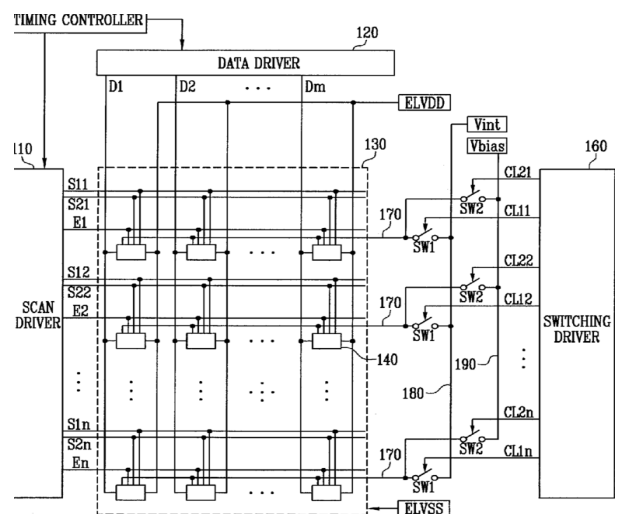 TIMING CONTROLLER
120
DATA DRIVER
D1 D2 ... Dm
ELVDD
Vint
Vbias
110
130
160
S11
S21
E1
170
CL21
SW2
CL11
SW1
S12
S22
E2
170
CL22
SW2
CL12
SW1
SCAN DRIVER
SWITCHING DRIVER
140
180
190
S1n
S2n
En
170
CL2n
SW2
CL1n
SW1
ELVSS